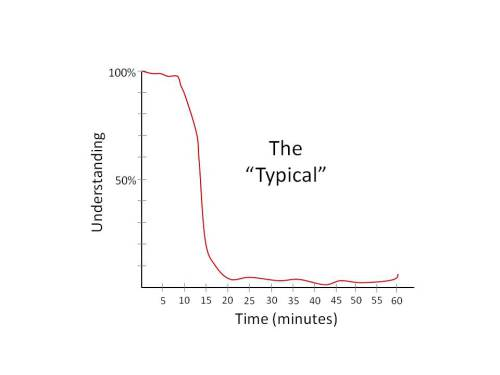 The
“Typical”
100%
50%
Understanding
5 10 15 20 25 30 35 40 45 50 55 60
Time (minutes)